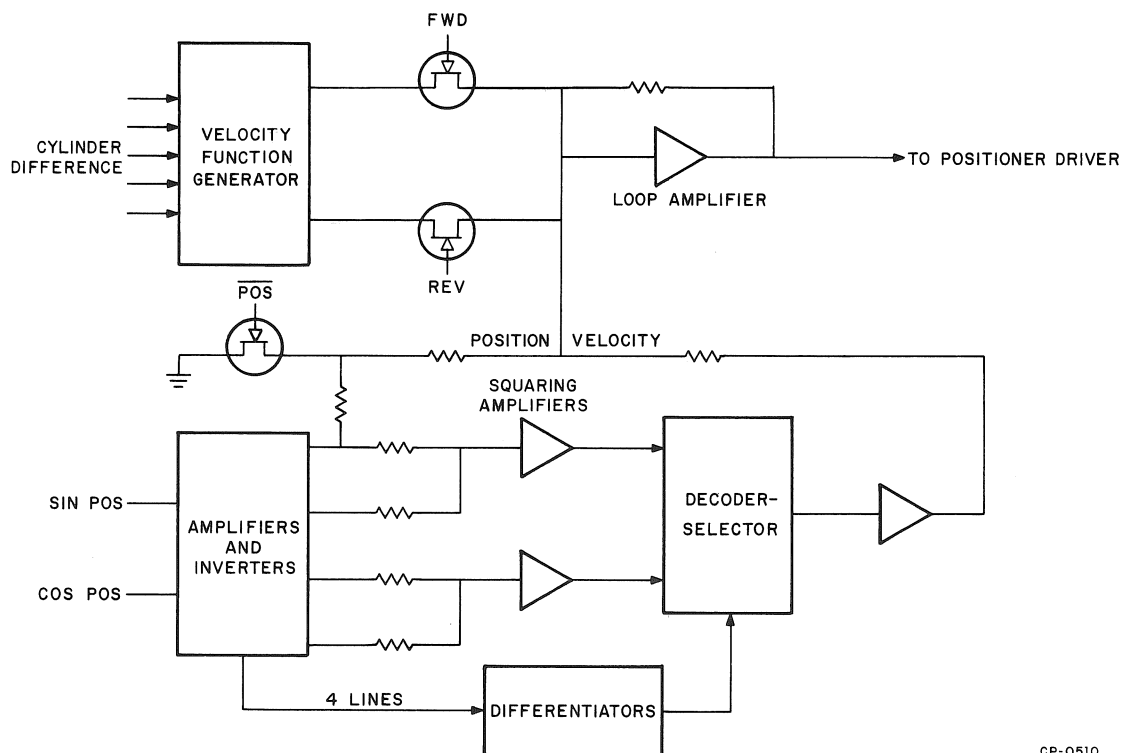 FWD
VELOCITY
FUNCTION
GENERATOR
CYLINDER
DIFFERENCE
LOOP AMPLIFIER
TO POSITIONER DRIVER
REV
POS
POSITION VELOCITY
SQUARING
AMPLIFIERS
SIN POS
COS POS
AMPLIFIERS
AND
INVERTERS
DECODER-
SELECTOR
4 LINES
DIFFERENTIATORS
CP-0510